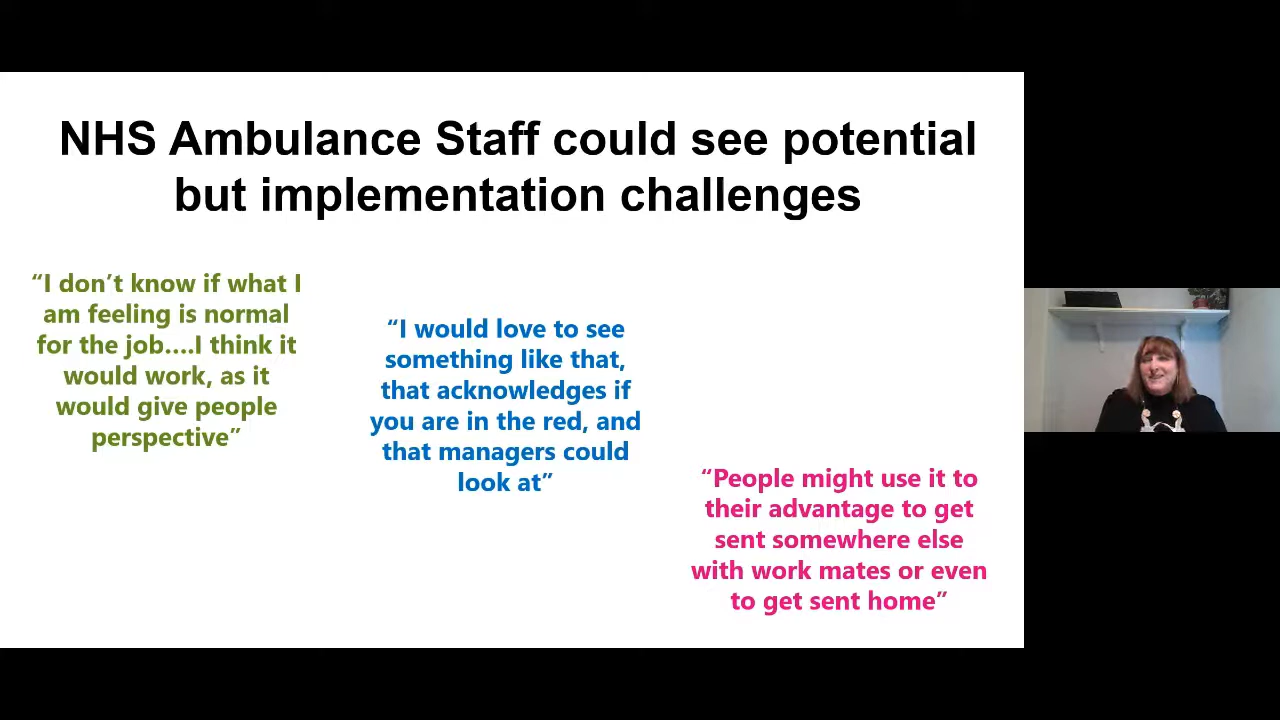 NHS Ambulance Staff could see potential
but implementation challenges
“I don’t know if what I
am feeling is normal
for the job….I think it
would work, as it
would give people
perspective”
“I would love to see
something like that,
that acknowledges if
you are in the red, and
that managers could
look at”
“People might use it to
their advantage to get
sent somewhere else
with work mates or even
to get sent home”